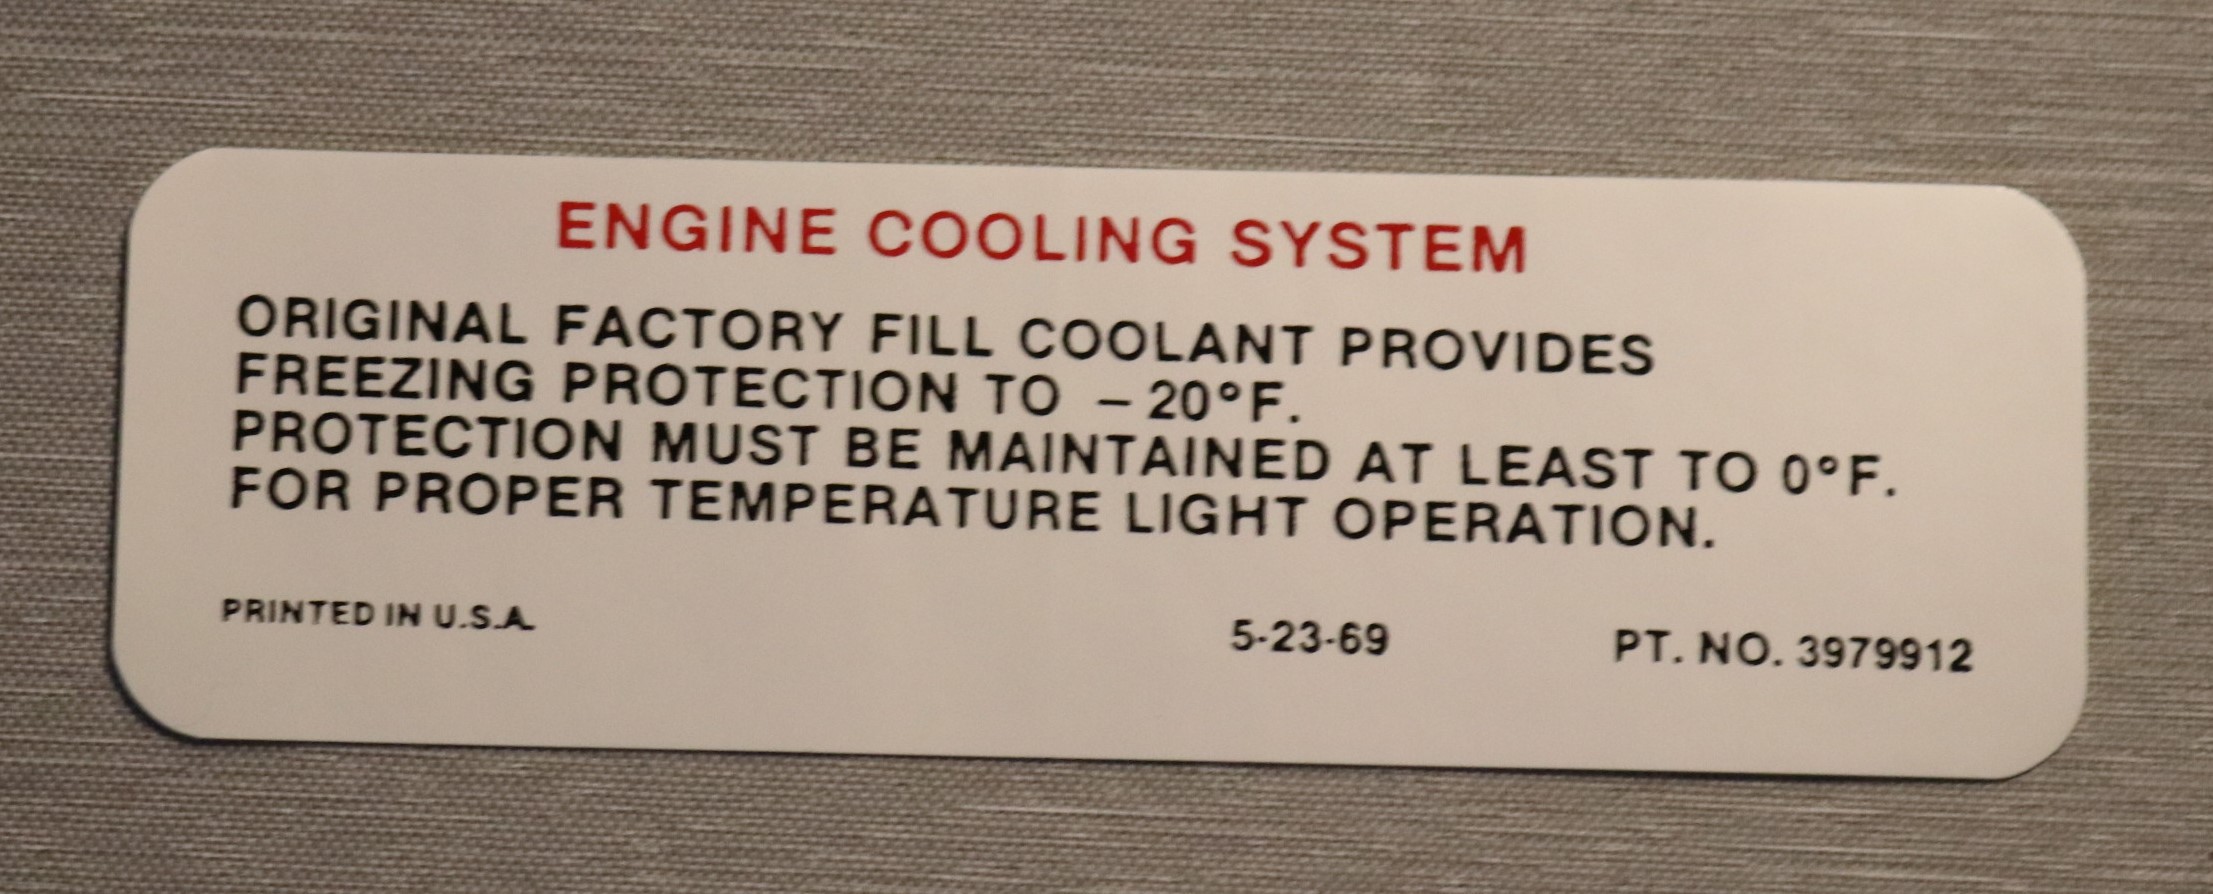 ENGINE COOLING SYSTEM
ORIGINAL FACTORY FILL COOLANT PROVIDES
FREEZING PROTECTION TO – 20°F.
PROTECTION MUST BE MAINTAINED AT LEAST TO 0°F.
FOR PROPER TEMPERATURE LIGHT OPERATION.
PRINTED IN U.S.A. 5-23-69 PT. NO. 3979912